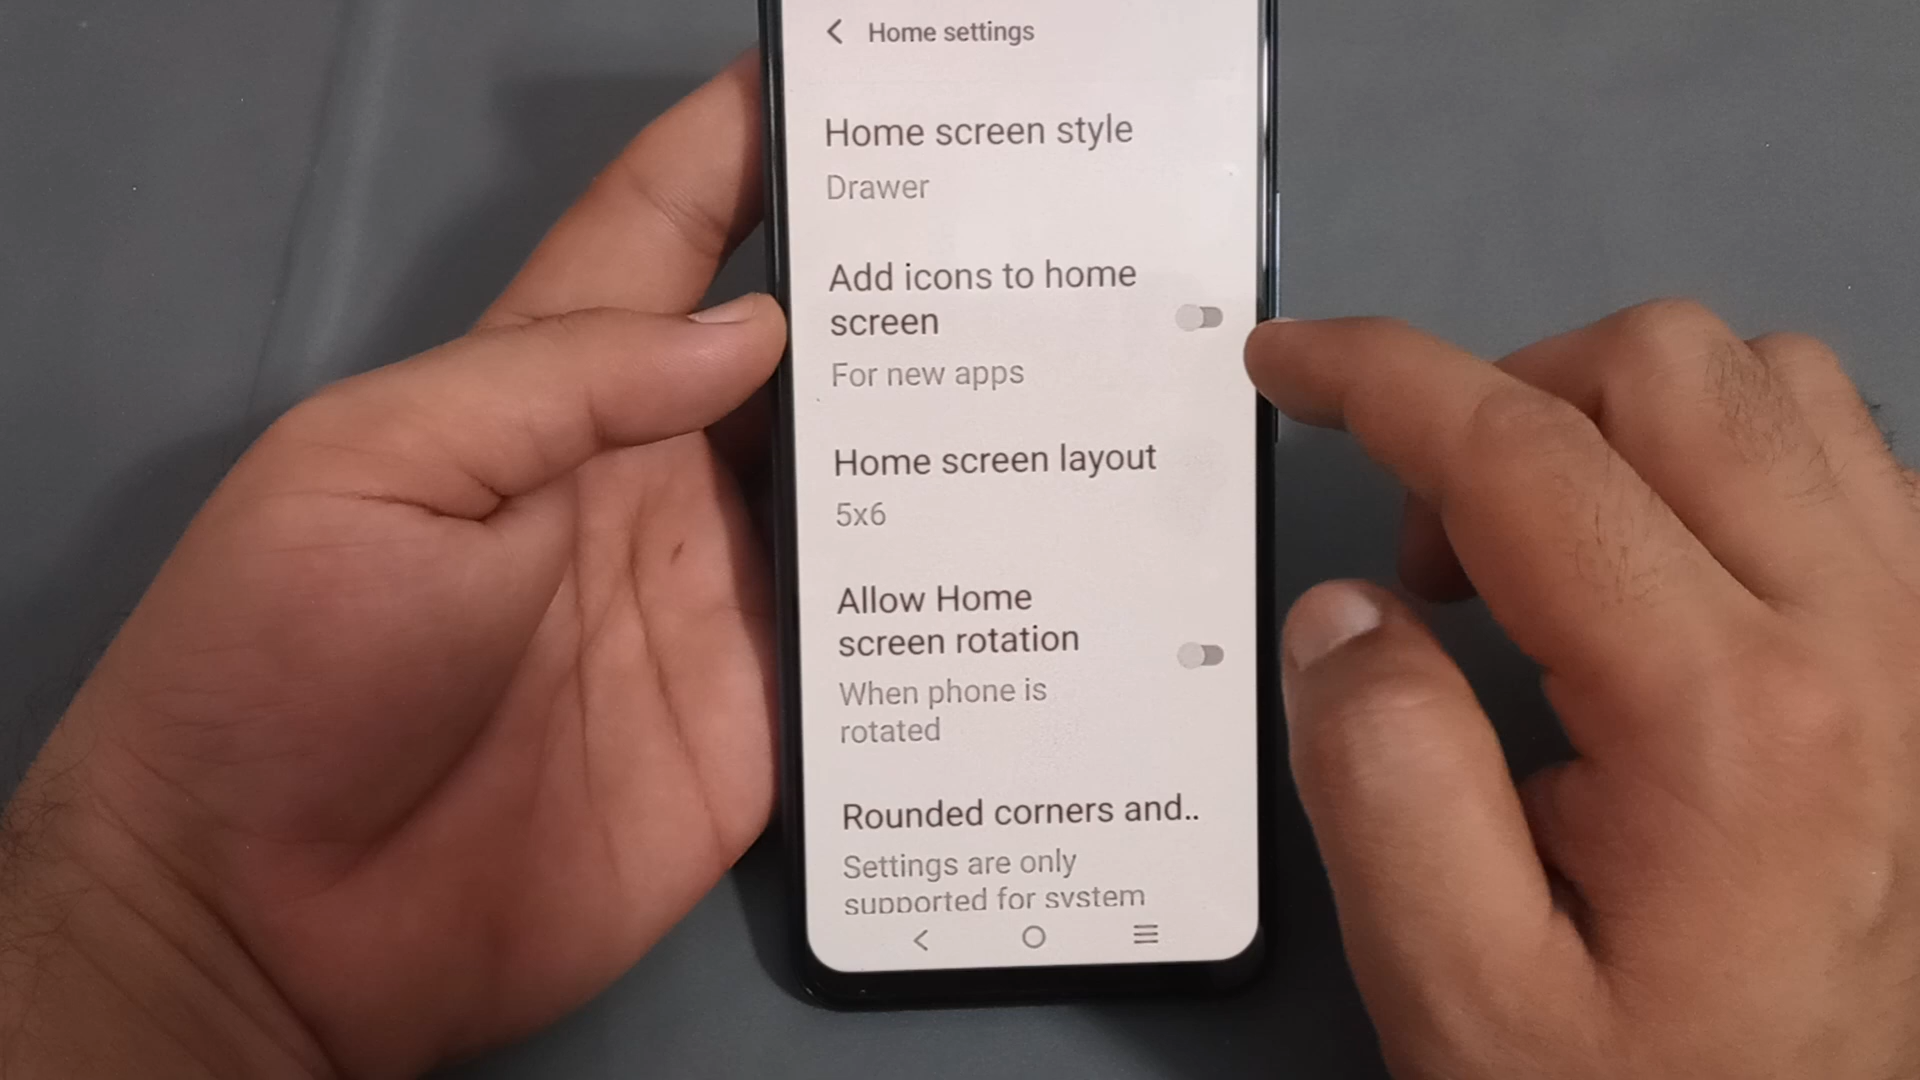 Home settings
Home screen style
Drawer
Add icons to home
screen
For new apps
Home screen layout
5x6
Allow Home
screen rotation
When phone is
rotated
Rounded corners and..
Settings are only
supported for system